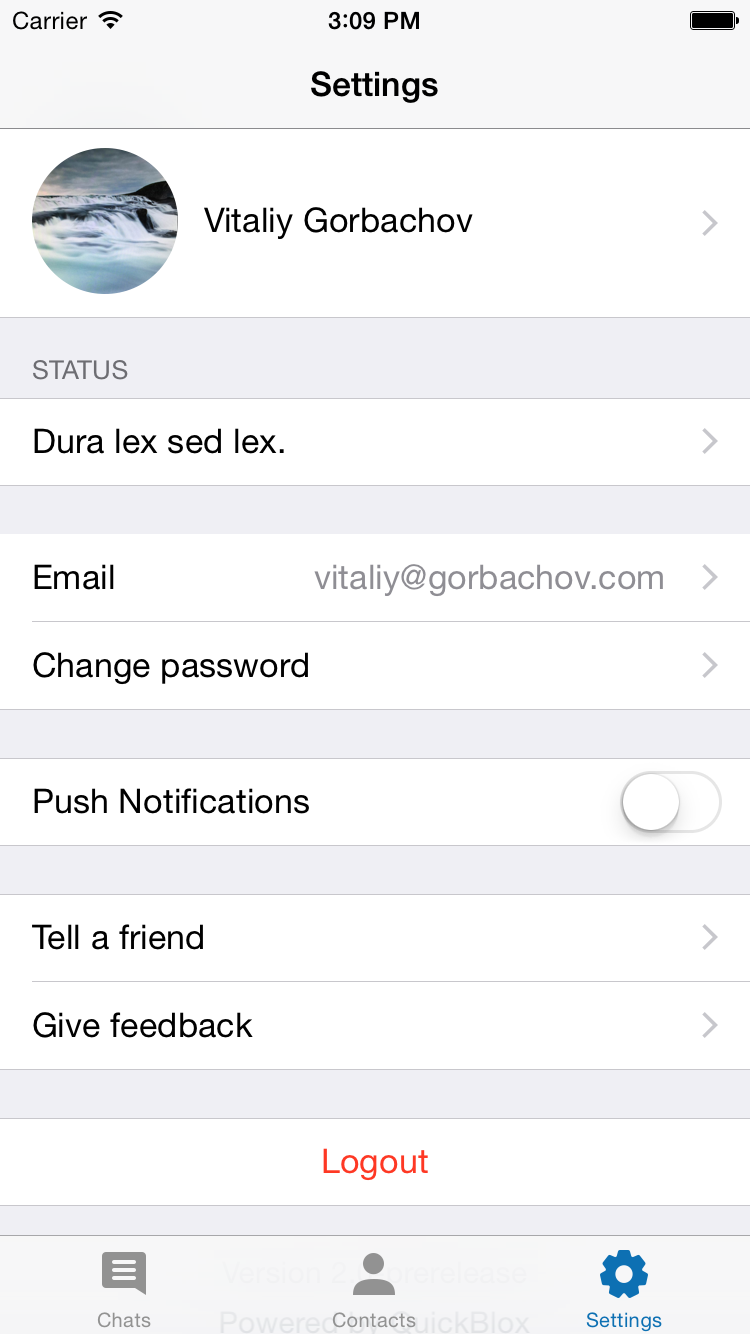 Carrier 3:09 PM
Settings
Vitaliy Gorbachov
STATUS
Dura lex sed lex.
Email vitaliy@gorbachov.com
Change password
Push Notifications
Tell a friend
Give feedback
Logout
Version 2. prerelease
Powered by QuickBlox
Chats Contacts Settings